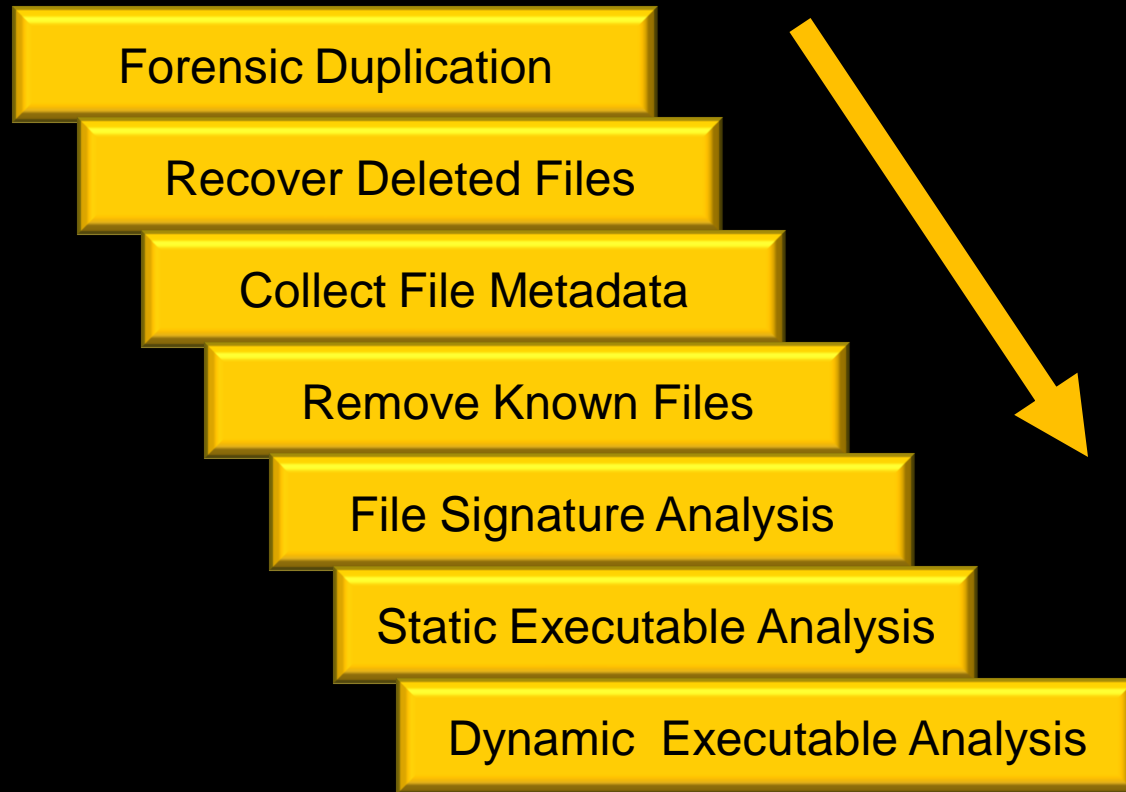 Forensic Duplication
Recover Deleted Files
Collect File Metadata
Remove Known Files
File Signature Analysis
Static Executable Analysis
Dynamic  Executable Analysis